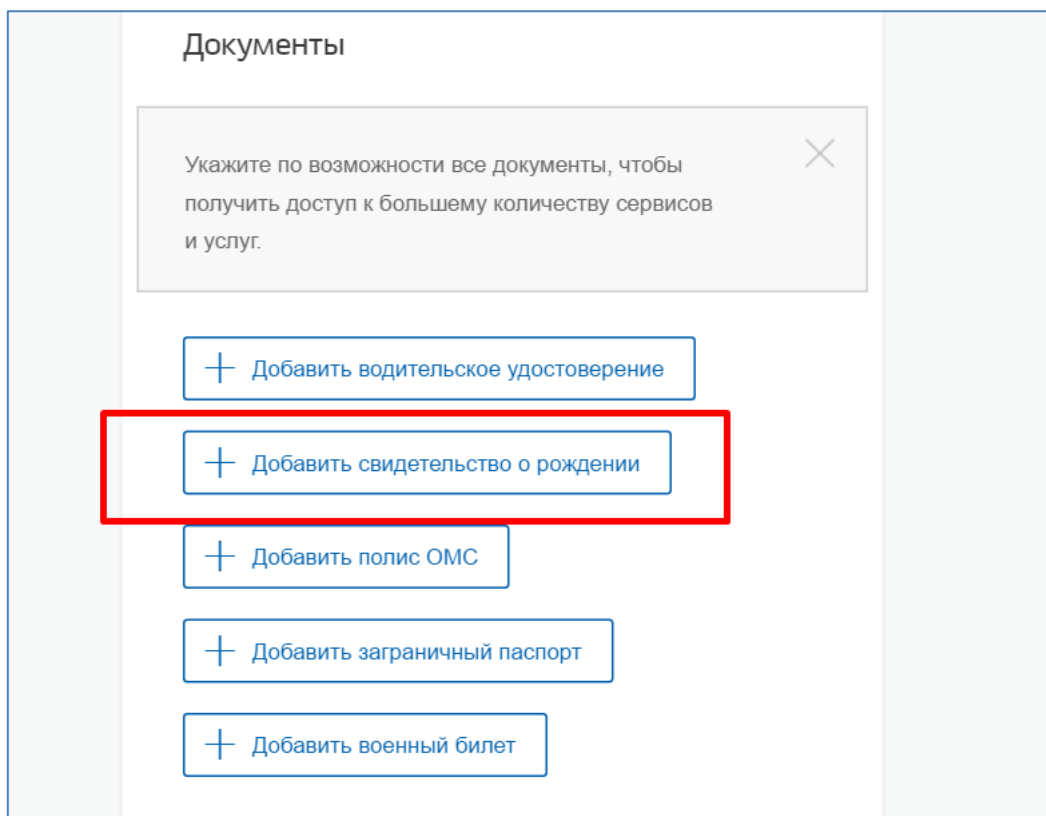 Документы
Укажите по возможности все документы, чтобы
получить доступ к большему количеству сервисов
и услуг.
Добавить водительское удостоверение
Добавить свидетельство о рождении
Добавить полис ОМС
Добавить заграничный паспорт
Добавить военный билет